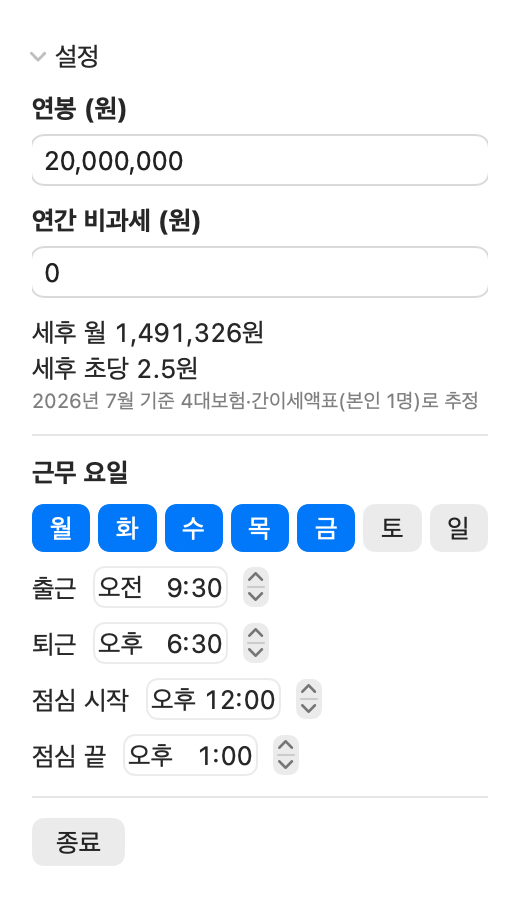 설정
연봉 (원)
20,000,000
연간 비과세 (원)
0
세후 월 1,491,326원
세후 초당 2.5원
2026년 7월 기준 4대보험·간이세액표(본인 1명)로 추정
근무 요일
월 화 수 목 금 토 일
출근 오전 9:30
퇴근 오후 6:30
점심 시작 오후 12:00
점심 끝 오후 1:00
종료